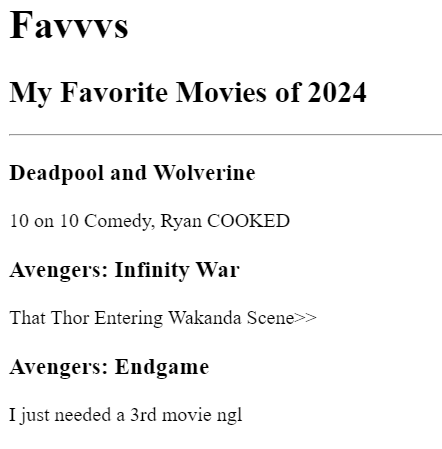 Favvvs
My Favorite Movies of 2024
Deadpool and Wolverine
10 on 10 Comedy, Ryan COOKED
Avengers: Infinity War
That Thor Entering Wakanda Scene>>
Avengers: Endgame
I just needed a 3rd movie ngl